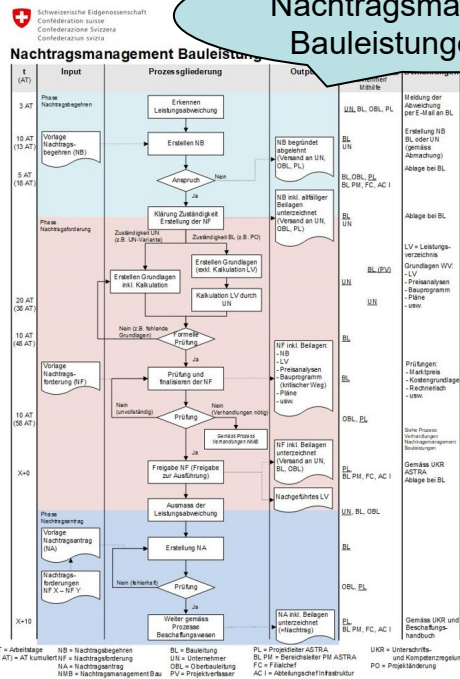 Schweizerische Eidgenossenschaft
Confédération suisse
Confederazione Svizzera
Confederaziun svizra
Nachtragsma
Bauleistunge
Nachtragsmanagement Bauleistung
t
(AT)
Input
Prozessgliederung
Outpu
Mithilfe
3 AT
Phase
Nachtragsbegehren
Erkennen
Leistungsabweichung
UN, BL, OBL, PL
Meldung der
Abweichung
per E-Mail an BL
10 AT
(13 AT)
Vorlage
Nachtrags-
begehren (NB)
Erstellen NB
NB begründet
abgelehnt
(Versand an UN,
OBL, PL)
BL
UN
Erstellung NB
BL oder UN
(gemäss
Abmachung)
5 AT
(18 AT)
Anspruch
Nein
Ja
BL,OBL, PL
BL PM, FC, AC I
Ablage bei BL
Phase
Nachtragsforderung
Klärung Zuständigkeit
Erstellung der NF
NB inkl. allfälliger
Beilagen
unterzeichnet
(Versand an UN,
OBL, PL)
BL
UN
Ablage bei BL
Zuständigkeit UN
(z.B. UN-Variante)
Zuständigkeit BL (z.B. PO)
LV = Leistungs-
verzeichnis
Erstellen Grundlagen
inkl. Kalkulation
Erstellen Grundlagen
(exkl. Kalkulation LV)
UN
BL (PV)
Grundlagen WV:
- LV
- Preisanalysen
- Bauprogramm
- Pläne
- usw.
20 AT
(38 AT)
Kalkulation LV durch
UN
UN
10 AT
(48 AT)
Nein (z.B. fehlende
Grundlagen)
Formelle
Prüfung
Ja
BL
Vorlage
Nachtrags-
forderung (NF)
Prüfung und
finalisieren der NF
NF inkl. Beilagen:
- NB
- LV
- Preisanalysen
- Bauprogramm
(kritischer Weg)
- Pläne
- usw.
BL
Prüfungen:
- Marktpreis
- Kostengrundlage
- Rechnerisch
- usw.
10 AT
(58 AT)
Nein
(unvollständig)
Prüfung
Nein
(Verhandlungen nötig)
Ja
OBL, PL
Gemäss Prozess
Verhandlungen NMB
Siehe Prozess
Verhandlungen
Nachtragsmanagement
Bauleistungen
X+0
Freigabe NF (Freigabe
zur Ausführung)
NF inkl. Beilagen
unterzeichnet
(Versand an UN,
BL, OBL)
PL,
BL PM, FC, AC I
Gemäss UKR
ASTRA
Ablage bei BL
Nachgeführtes LV
Ausmass der
Leistungsabweichung
UN, BL, OBL
Phase
Nachtragsantrag
Vorlage
Nachtragsantrag
(NA)
Erstellung NA
BL
Nachtrags-
forderungen
NF X – NF Y
Nein (fehlerhaft)
Prüfung
Ja
OBL, PL
X+10
Weiter gemäss
Prozesse
Beschaffungswesen
NA inkl. Beilagen
unterzeichnet
(=Nachtrag)
PL
BL PM, FC, AC I
Gemäss UKR und
Beschaffungs-
handbuch
T = Arbeitstage
AT) = AT kumuliert
NB = Nachtragsbegehren
NF = Nachtragsforderung
NA = Nachtragsantrag
NMB = Nachtragsmanagement Bau
BL = Bauleitung
UN = Unternehmer
OBL = Oberbauleitung
PV = Projektverfasser
PL = Projektleiter ASTRA
BL PM = Bereichsleiter PM ASTRA
FC = Filialchef
AC I = Abteilungschef Infrastruktur
UKR = Unterschrifts-
und Kompetenzregelun
PO = Projektänderung